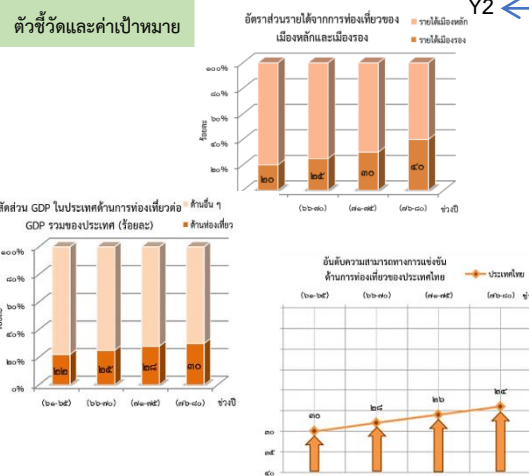 ตัวชี้วัดและค่าเป้าหมาย
Y2
อัตราส่วนรายได้จากการท่องเที่ยวของ
เมืองหลักและเมืองรอง
รายได้เมืองหลัก
รายได้เมืองรอง
ร้อยละ
๑๐๐%
๘๐%
๖๐%
๔๐%
๒๐%
๒๐ ๒๕ ๓๐ ๔๐
(๖๖-๗๐) (๗๑-๗๕) (๗๖-๘๐) ช่วงปี
สัดส่วน GDP ในประเทศด้านการท่องเที่ยวต่อ
GDP รวมของประเทศ (ร้อยละ)
ด้านอื่น ๆ
ด้านท่องเที่ยว
๑๐๐%
๘๐%
๖๐%
๔๐%
๒๐%
๐%
๒๒ ๒๕ ๒๘ ๓๐
(๖๑-๖๕) (๖๖-๗๐) (๗๑-๗๕) (๗๖-๘๐) ช่วงปี
อันดับความสามารถทางการแข่งขัน
ด้านการท่องเที่ยวของประเทศไทย
ประเทศไทย
(๖๑-๖๕) (๖๖-๗๐) (๗๑-๗๕) (๗๖-๘๐)
๓๐ ๒๘ ๒๖ ๒๔
๓๐
๓๕
๔๐